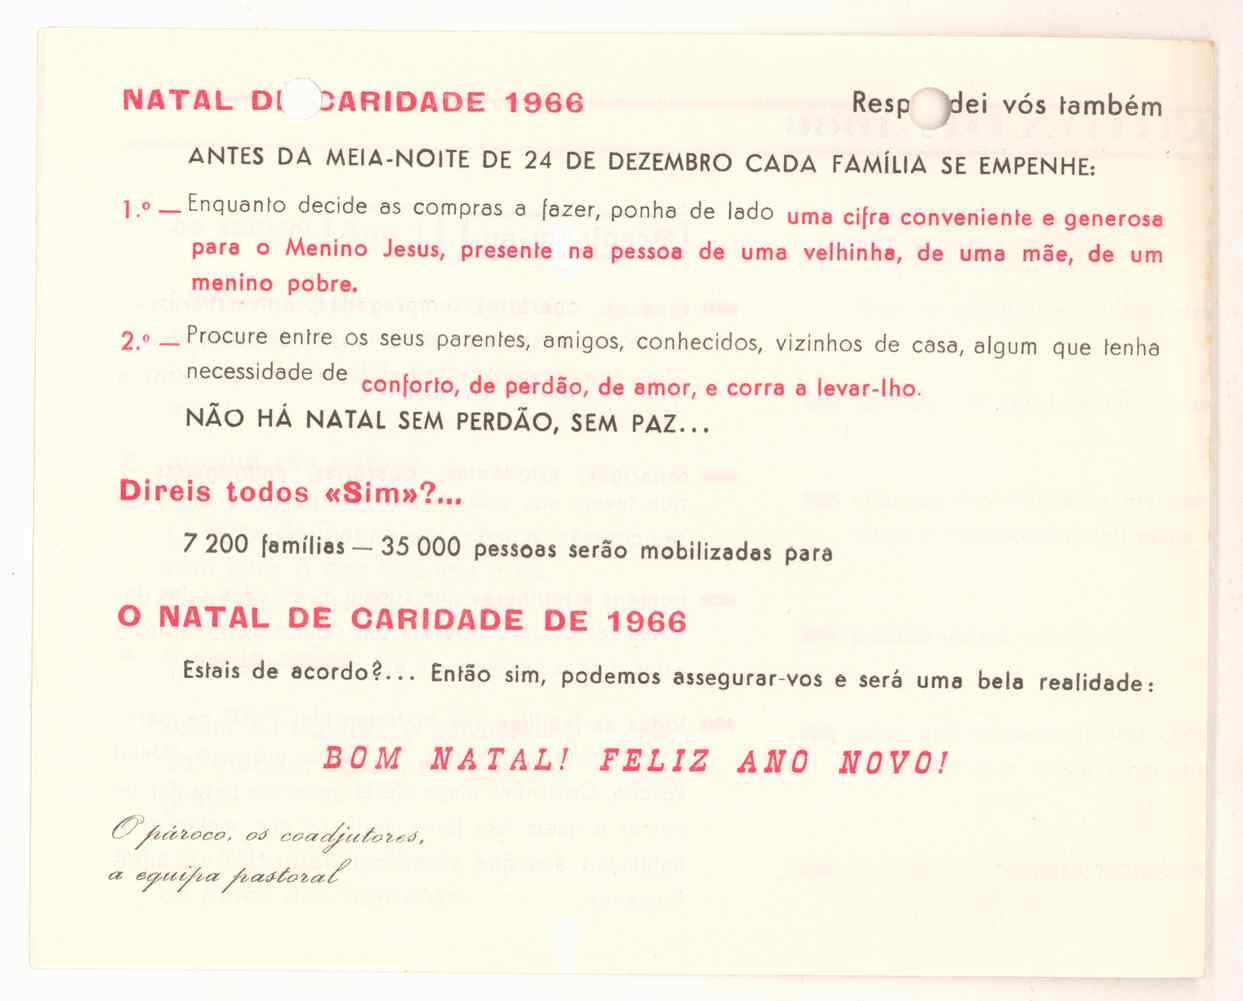 NATAL DE CARIDADE 1966
Respondei vós também
ANTES DA MEIA-NOITE DE 24 DE DEZEMBRO CADA FAMÍLIA SE EMPENHE:
1.º — Enquanto decide as compras a fazer, ponha de lado uma cifra conveniente e generosa
para o Menino Jesus, presente na pessoa de uma velhinha, de uma mãe, de um
menino pobre.
2.º — Procure entre os seus parentes, amigos, conhecidos, vizinhos de casa, algum que tenha
necessidade de conforto, de perdão, de amor, e corra a levar-lho.
NÃO HÁ NATAL SEM PERDÃO, SEM PAZ...
Direis todos «Sim»?...
7 200 famílias — 35 000 pessoas serão mobilizadas para
O NATAL DE CARIDADE DE 1966
Estais de acordo?... Então sim, podemos assegurar-vos e será uma bela realidade:
BOM NATAL! FELIZ ANO NOVO!
O pároco, os coadjutores,
a equipa pastoral